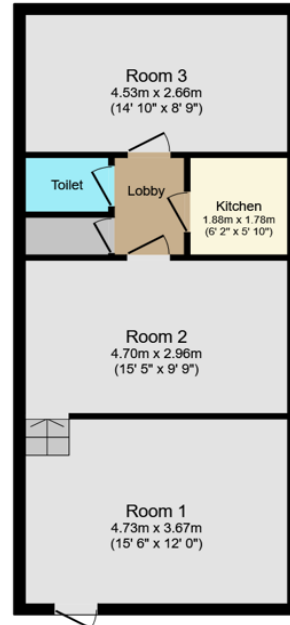 Room 3
4.53m x 2.66m
(14' 10" x 8' 9")
Toilet
Lobby
Kitchen
1.88m x 1.78m
(6' 2" x 5' 10")
Room 2
4.70m x 2.96m
(15' 5" x 9' 9")
Room 1
4.73m x 3.67m
(15' 6" x 12' 0")